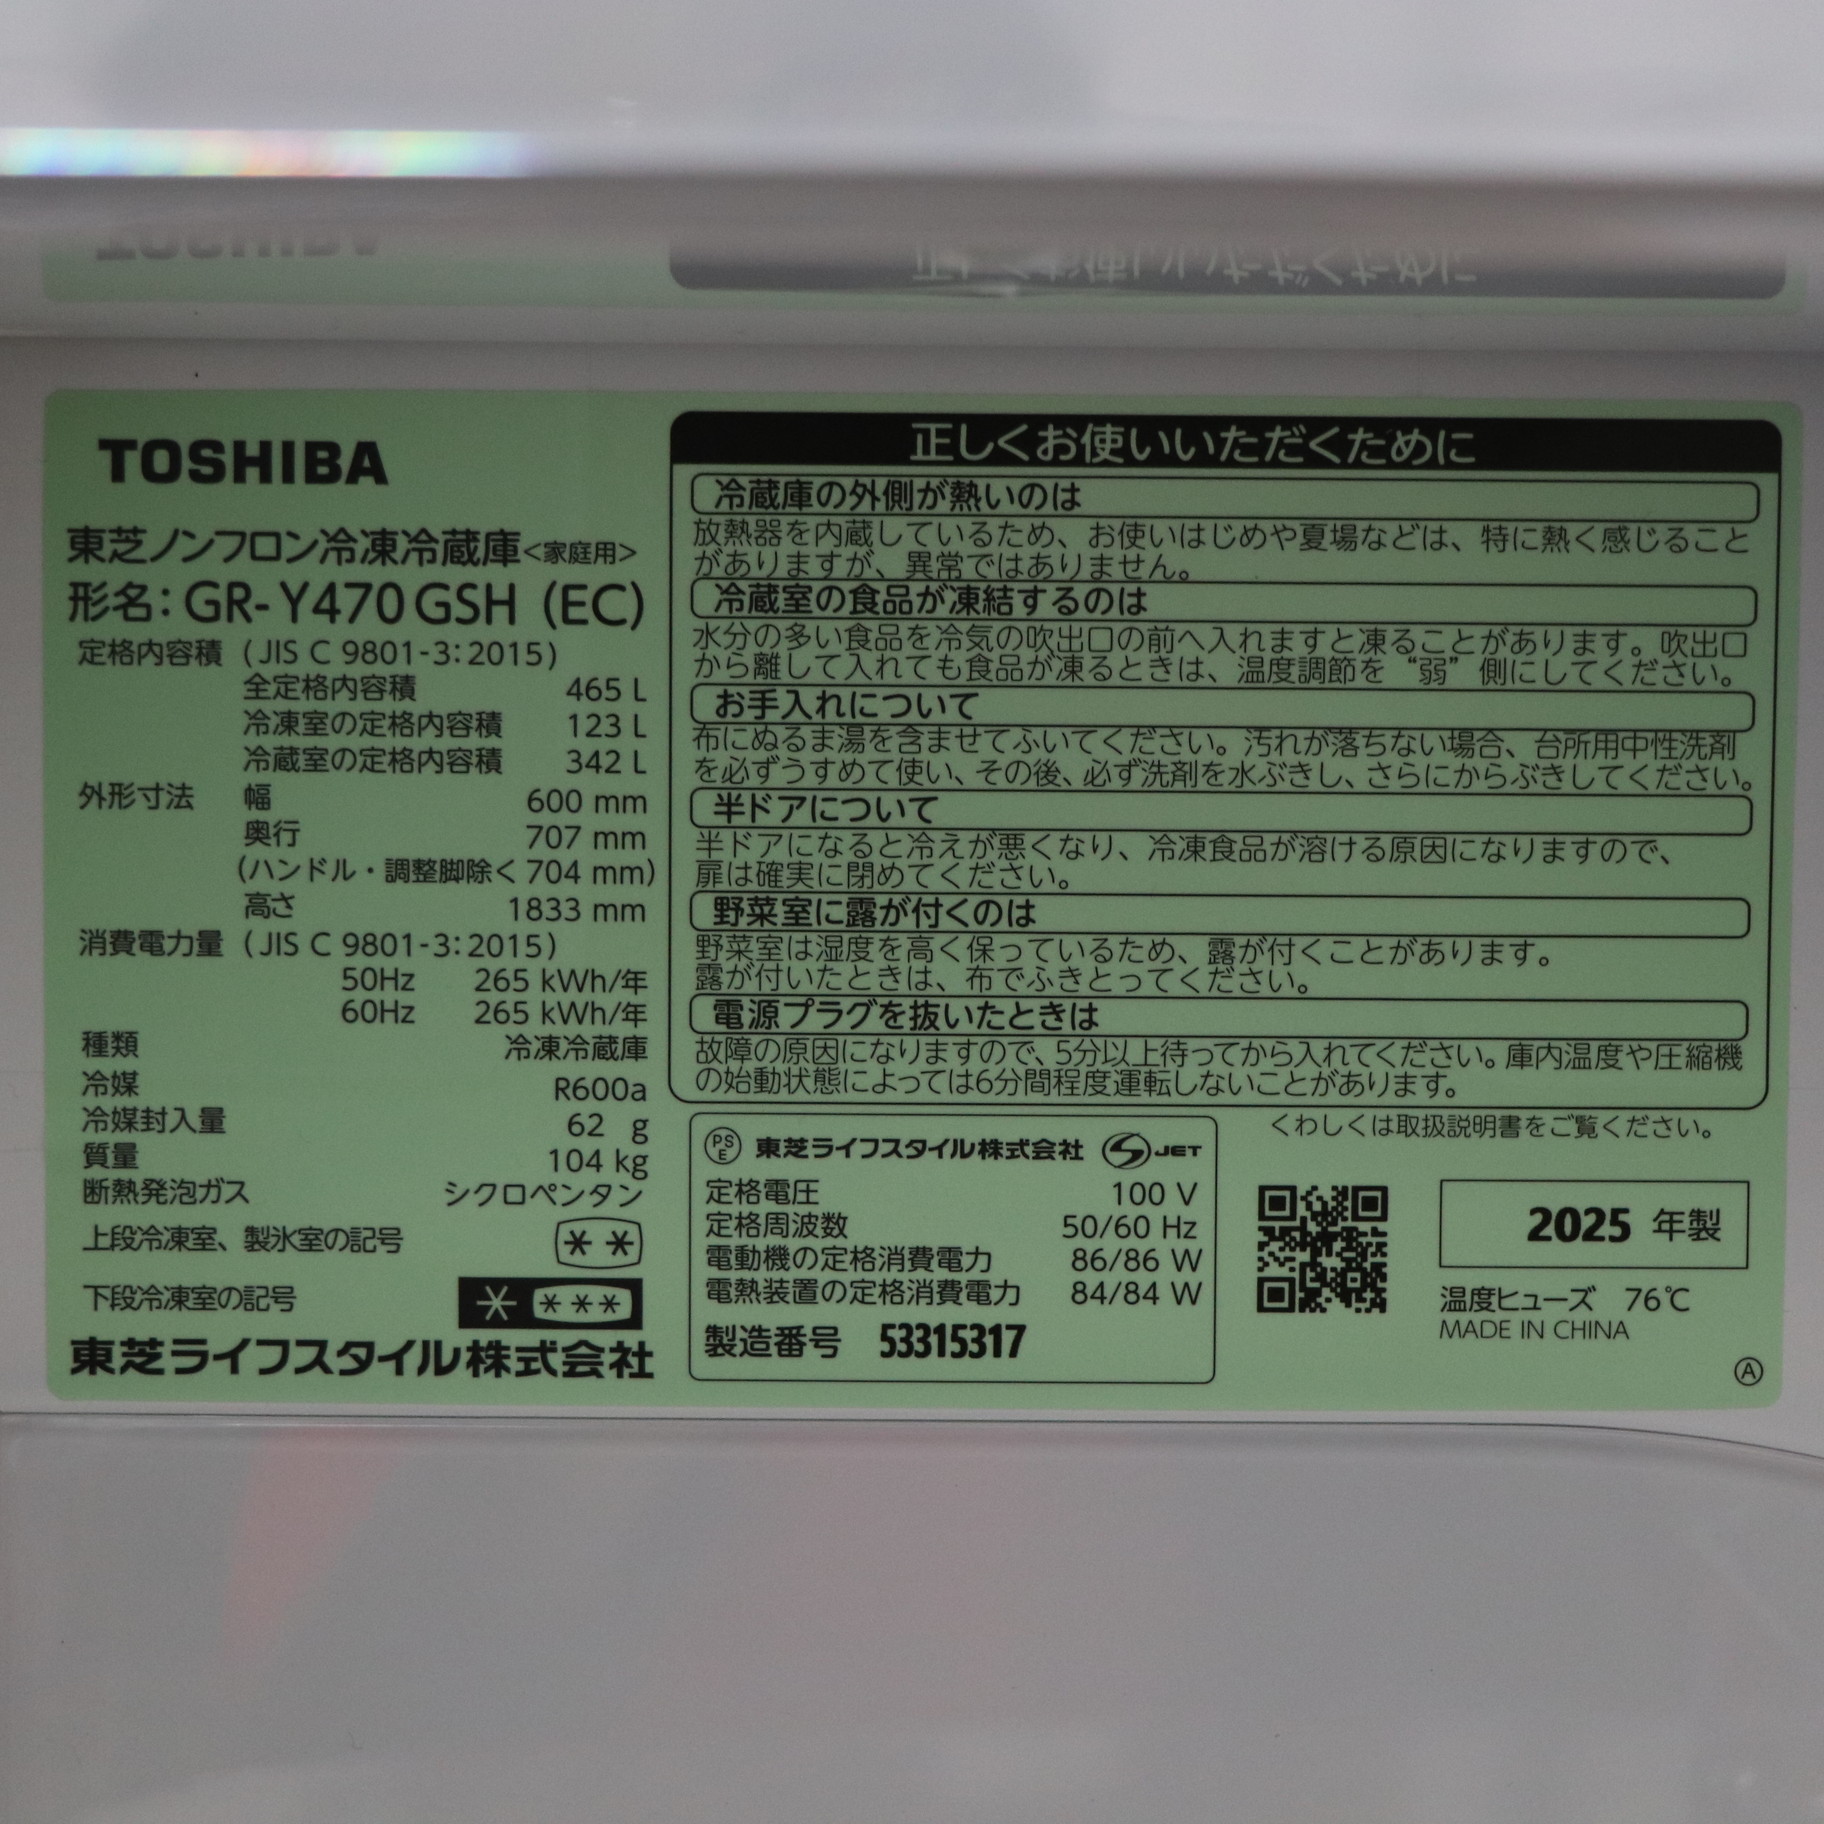 TOSHIBA
東芝ノンフロン冷凍冷蔵庫<家庭用>
形名：GR-Y470GSH (EC)
定格内容積 (JIS C 9801-3:2015)
全定格内容積 465 L
冷凍室の定格内容積 123 L
冷蔵室の定格内容積 342 L
外形寸法 幅 600 mm
奥行 707 mm
(ハンドル・調整脚除く 704 mm)
高さ 1833 mm
消費電力量 (JIS C 9801-3:2015)
50Hz 265 kWh/年
60Hz 265 kWh/年
種類 冷凍冷蔵庫
冷媒 R600a
冷媒封入量 62 g
質量 104 kg
断熱発泡ガス シクロペンタン
上段冷凍室、製氷室の記号 ＊＊
下段冷凍室の記号 ＊ ＊＊＊
東芝ライフスタイル株式会社
正しくお使いいただくために
冷蔵庫の外側が熱いのは
放熱器を内蔵しているため、お使いはじめや夏場などは、特に熱く感じること
がありますが、異常ではありません。
冷蔵室の食品が凍結するのは
水分の多い食品を冷気の吹出口の前へ入れますと凍ることがあります。吹出口
から離して入れても食品が凍るときは、温度調節を“弱”側にしてください。
お手入れについて
布にぬるま湯を含ませてふいてください。汚れが落ちない場合、台所用中性洗剤
を必ずうすめて使い、その後、必ず洗剤を水ぶきし、さらにからぶきしてください。
半ドアについて
半ドアになると冷えが悪くなり、冷凍食品が溶ける原因になりますので、
扉は確実に閉めてください。
野菜室に露が付くのは
野菜室は湿度を高く保っているため、露が付くことがあります。
露が付いたときは、布でふきとってください。
電源プラグを抜いたときは
故障の原因になりますので、5分以上待ってから入れてください。庫内温度や圧縮機
の始動状態によっては6分間程度運転しないことがあります。
くわしくは取扱説明書をご覧ください。
PSE 東芝ライフスタイル株式会社 S JET
定格電圧 100 V
定格周波数 50/60 Hz
電動機の定格消費電力 86/86 W
電熱装置の定格消費電力 84/84 W
製造番号 53315317
2025 年製
温度ヒューズ 76℃
MADE IN CHINA
Ⓐ